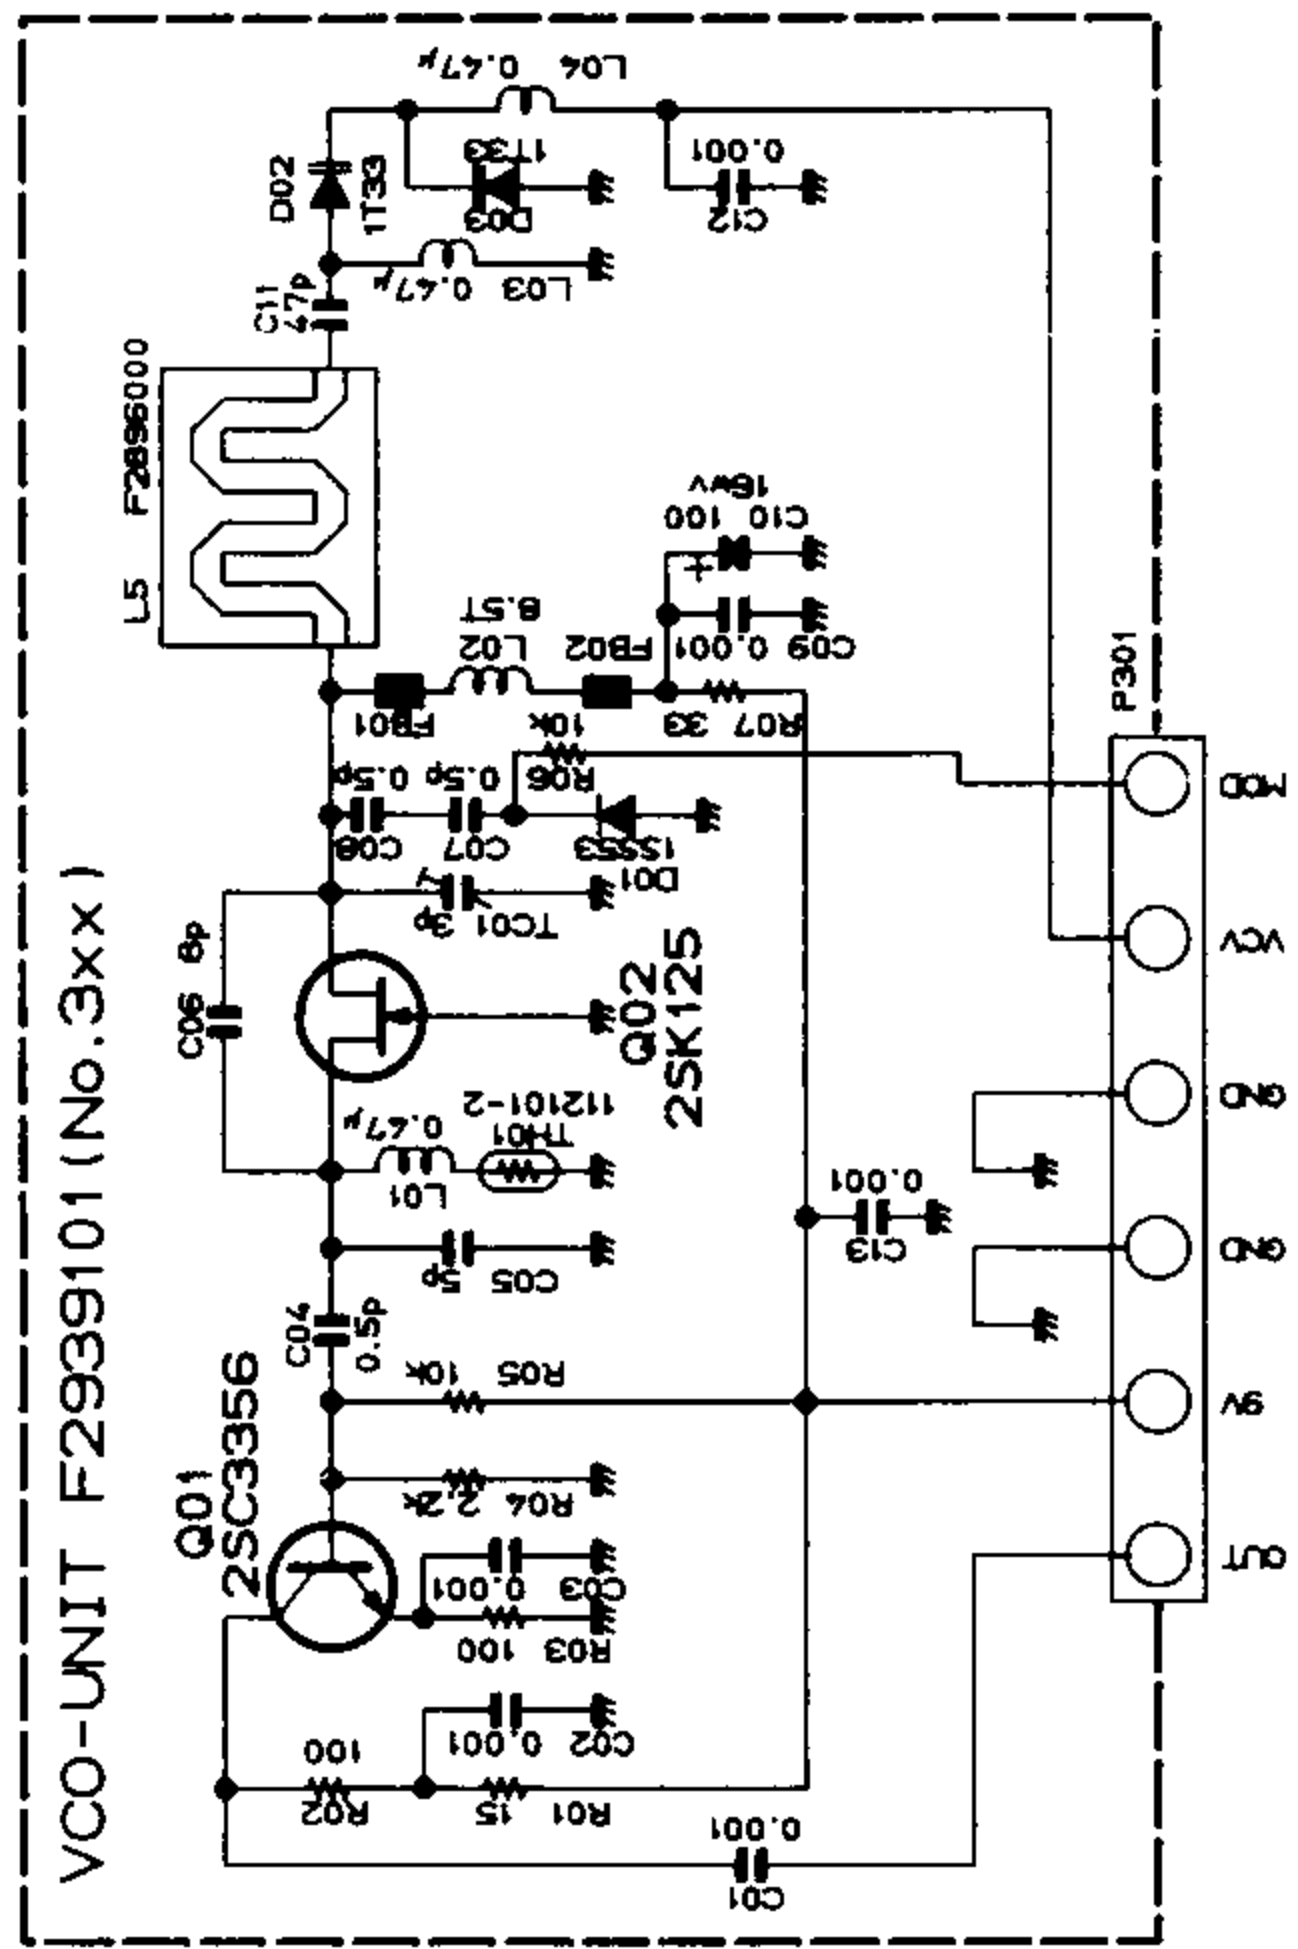 VCO-UNIT F2939101(No.3xx)
L04
0.47μ
D02
1T33
1T33
D03
0.001
C12
L03
0.47μ
C11
47p
F2896000
L5
16wv
C10 100
+
C09 0.001
8.5T
L02
FB02
FB01
R07 33
10k
R06
0.5p
0.5p
C08
C07
1SS53
D01
TC01
3p
C06 8p
Q02
2SK125
112101-2
TH01
0.47μ
L01
C05 5p
0.001
C13
C04
0.5p
R05 10k
Q01
2SC3356
R04 2.2k
C03 0.001
R03 100
C02 0.001
100
R02
R01 15
0.001
C01
P301
MOD
VCV
GND
GND
9V
OUT